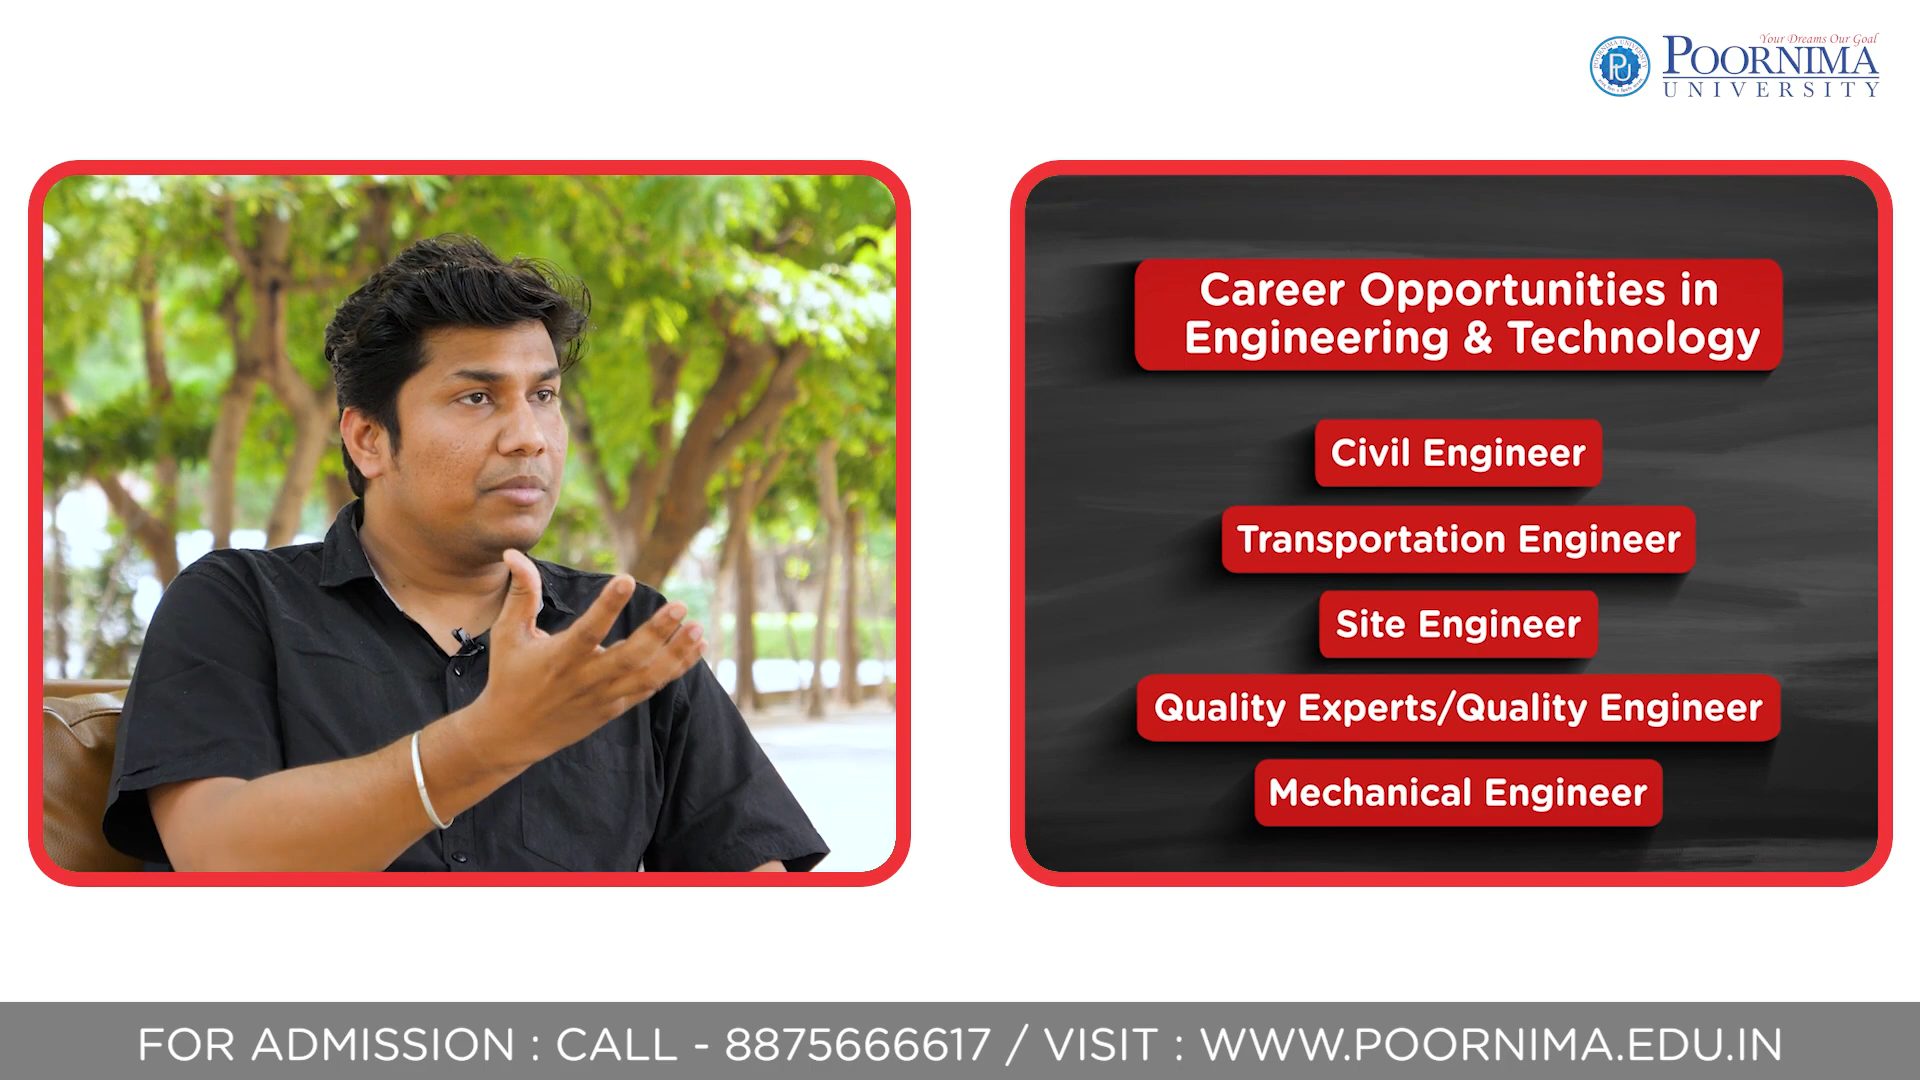 Your Dreams Our Goal
PU
POORNIMA
UNIVERSITY
Career Opportunities in
Engineering & Technology
Civil Engineer
Transportation Engineer
Site Engineer
Quality Experts/Quality Engineer
Mechanical Engineer
FOR ADMISSION : CALL - 8875666617 / VISIT : WWW.POORNIMA.EDU.IN